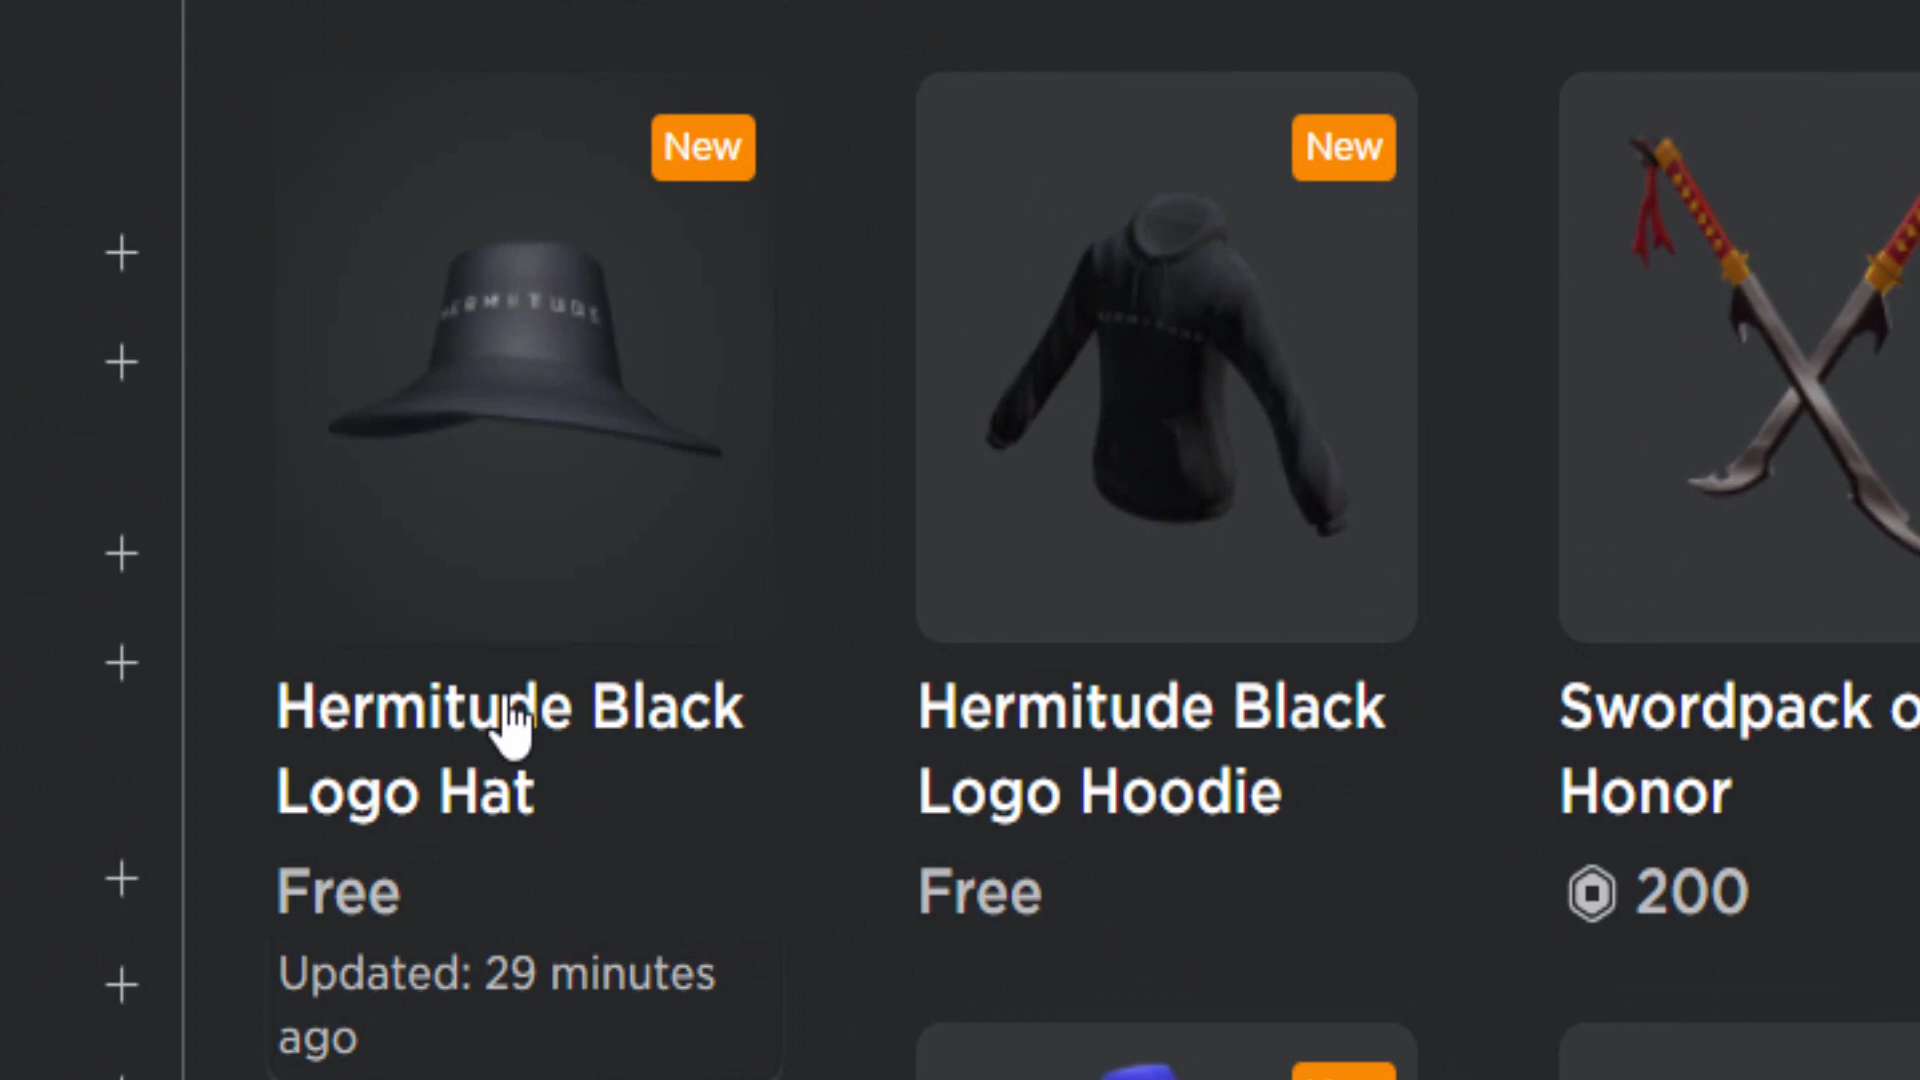 New
New
HERMITUDE
Hermitude Black
Logo Hat
Free
Updated: 29 minutes
ago
Hermitude Black
Logo Hoodie
Free
Swordpack o
Honor
200